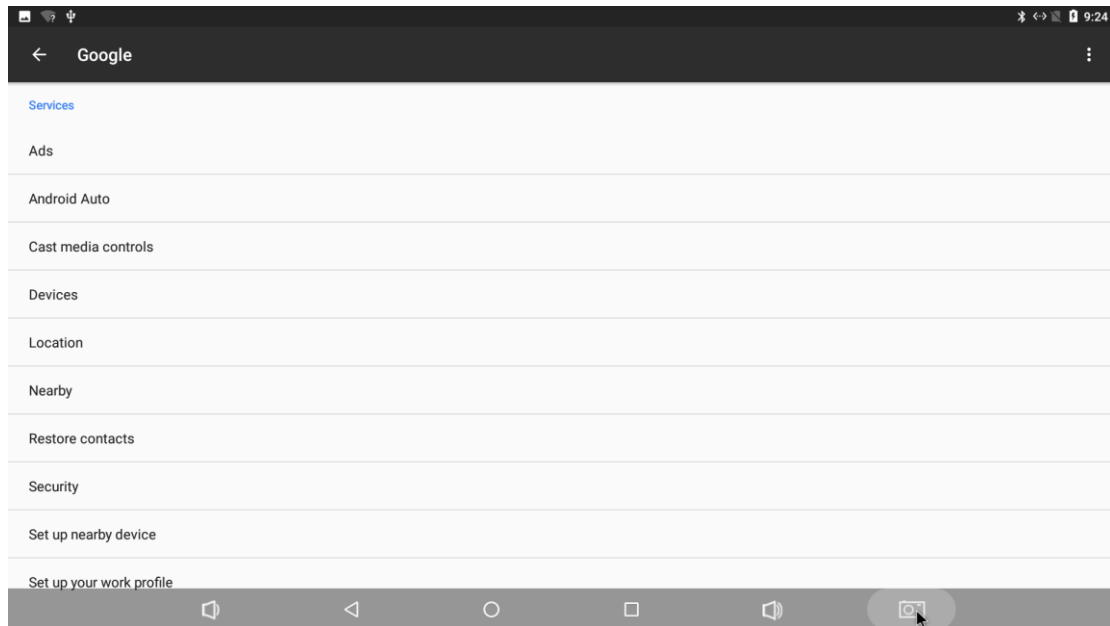 9:24
Google
Services
Ads
Android Auto
Cast media controls
Devices
Location
Nearby
Restore contacts
Security
Set up nearby device
Set up your work profile